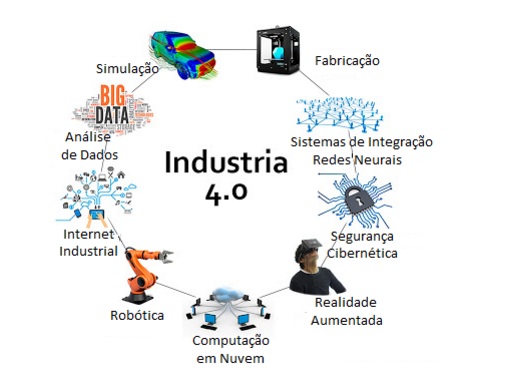 Simulação
Fabricação
BIG
DATA
Análise
de Dados
Sistemas de Integração
Redes Neurais
Industria
4.0
Internet
Industrial
Segurança
Cibernética
Robótica
Realidade
Aumentada
Computação
em Nuvem